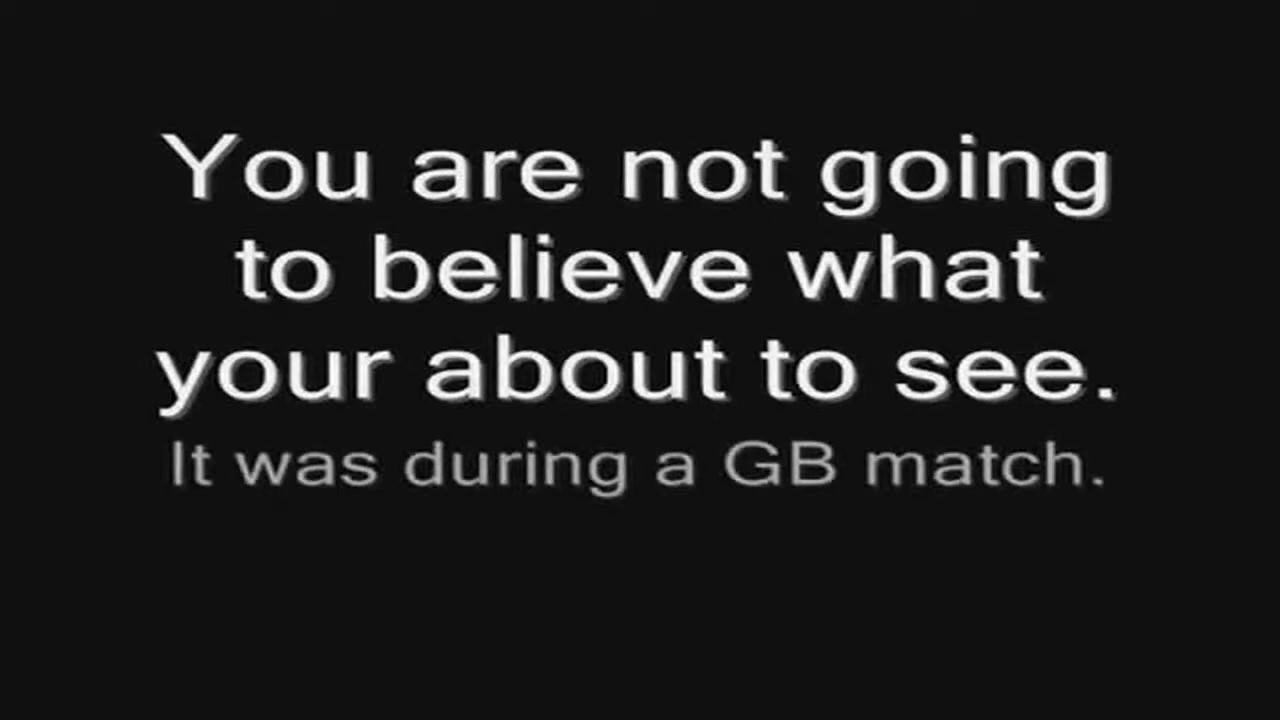 You are not going
to believe what
your about to see.
It was during a GB match.